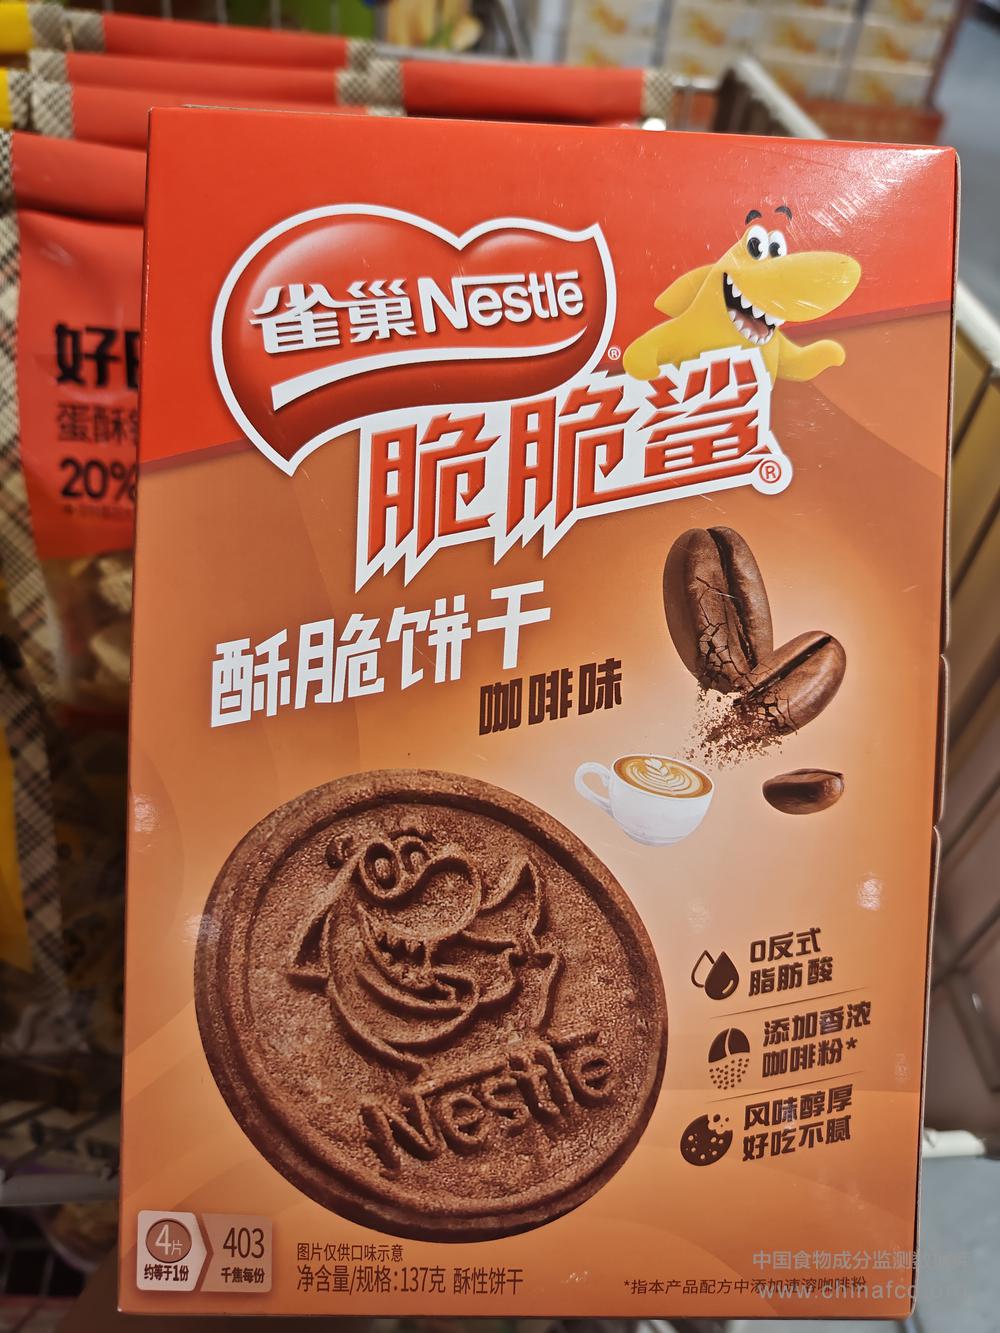 雀巢Nestlé
®
脆脆鲨
®
酥脆饼干
咖啡味
Nestlé
0反式
脂肪酸
添加香浓
咖啡粉*
风味醇厚
好吃不腻
4片
约等于1份
403
千焦每份
图片仅供口味示意
净含量/规格:137克 酥性饼干
*指本产品配方中添加速溶咖啡粉
好
蛋酥
20%
中国食物成分监测数据库
www.chinafcd.org